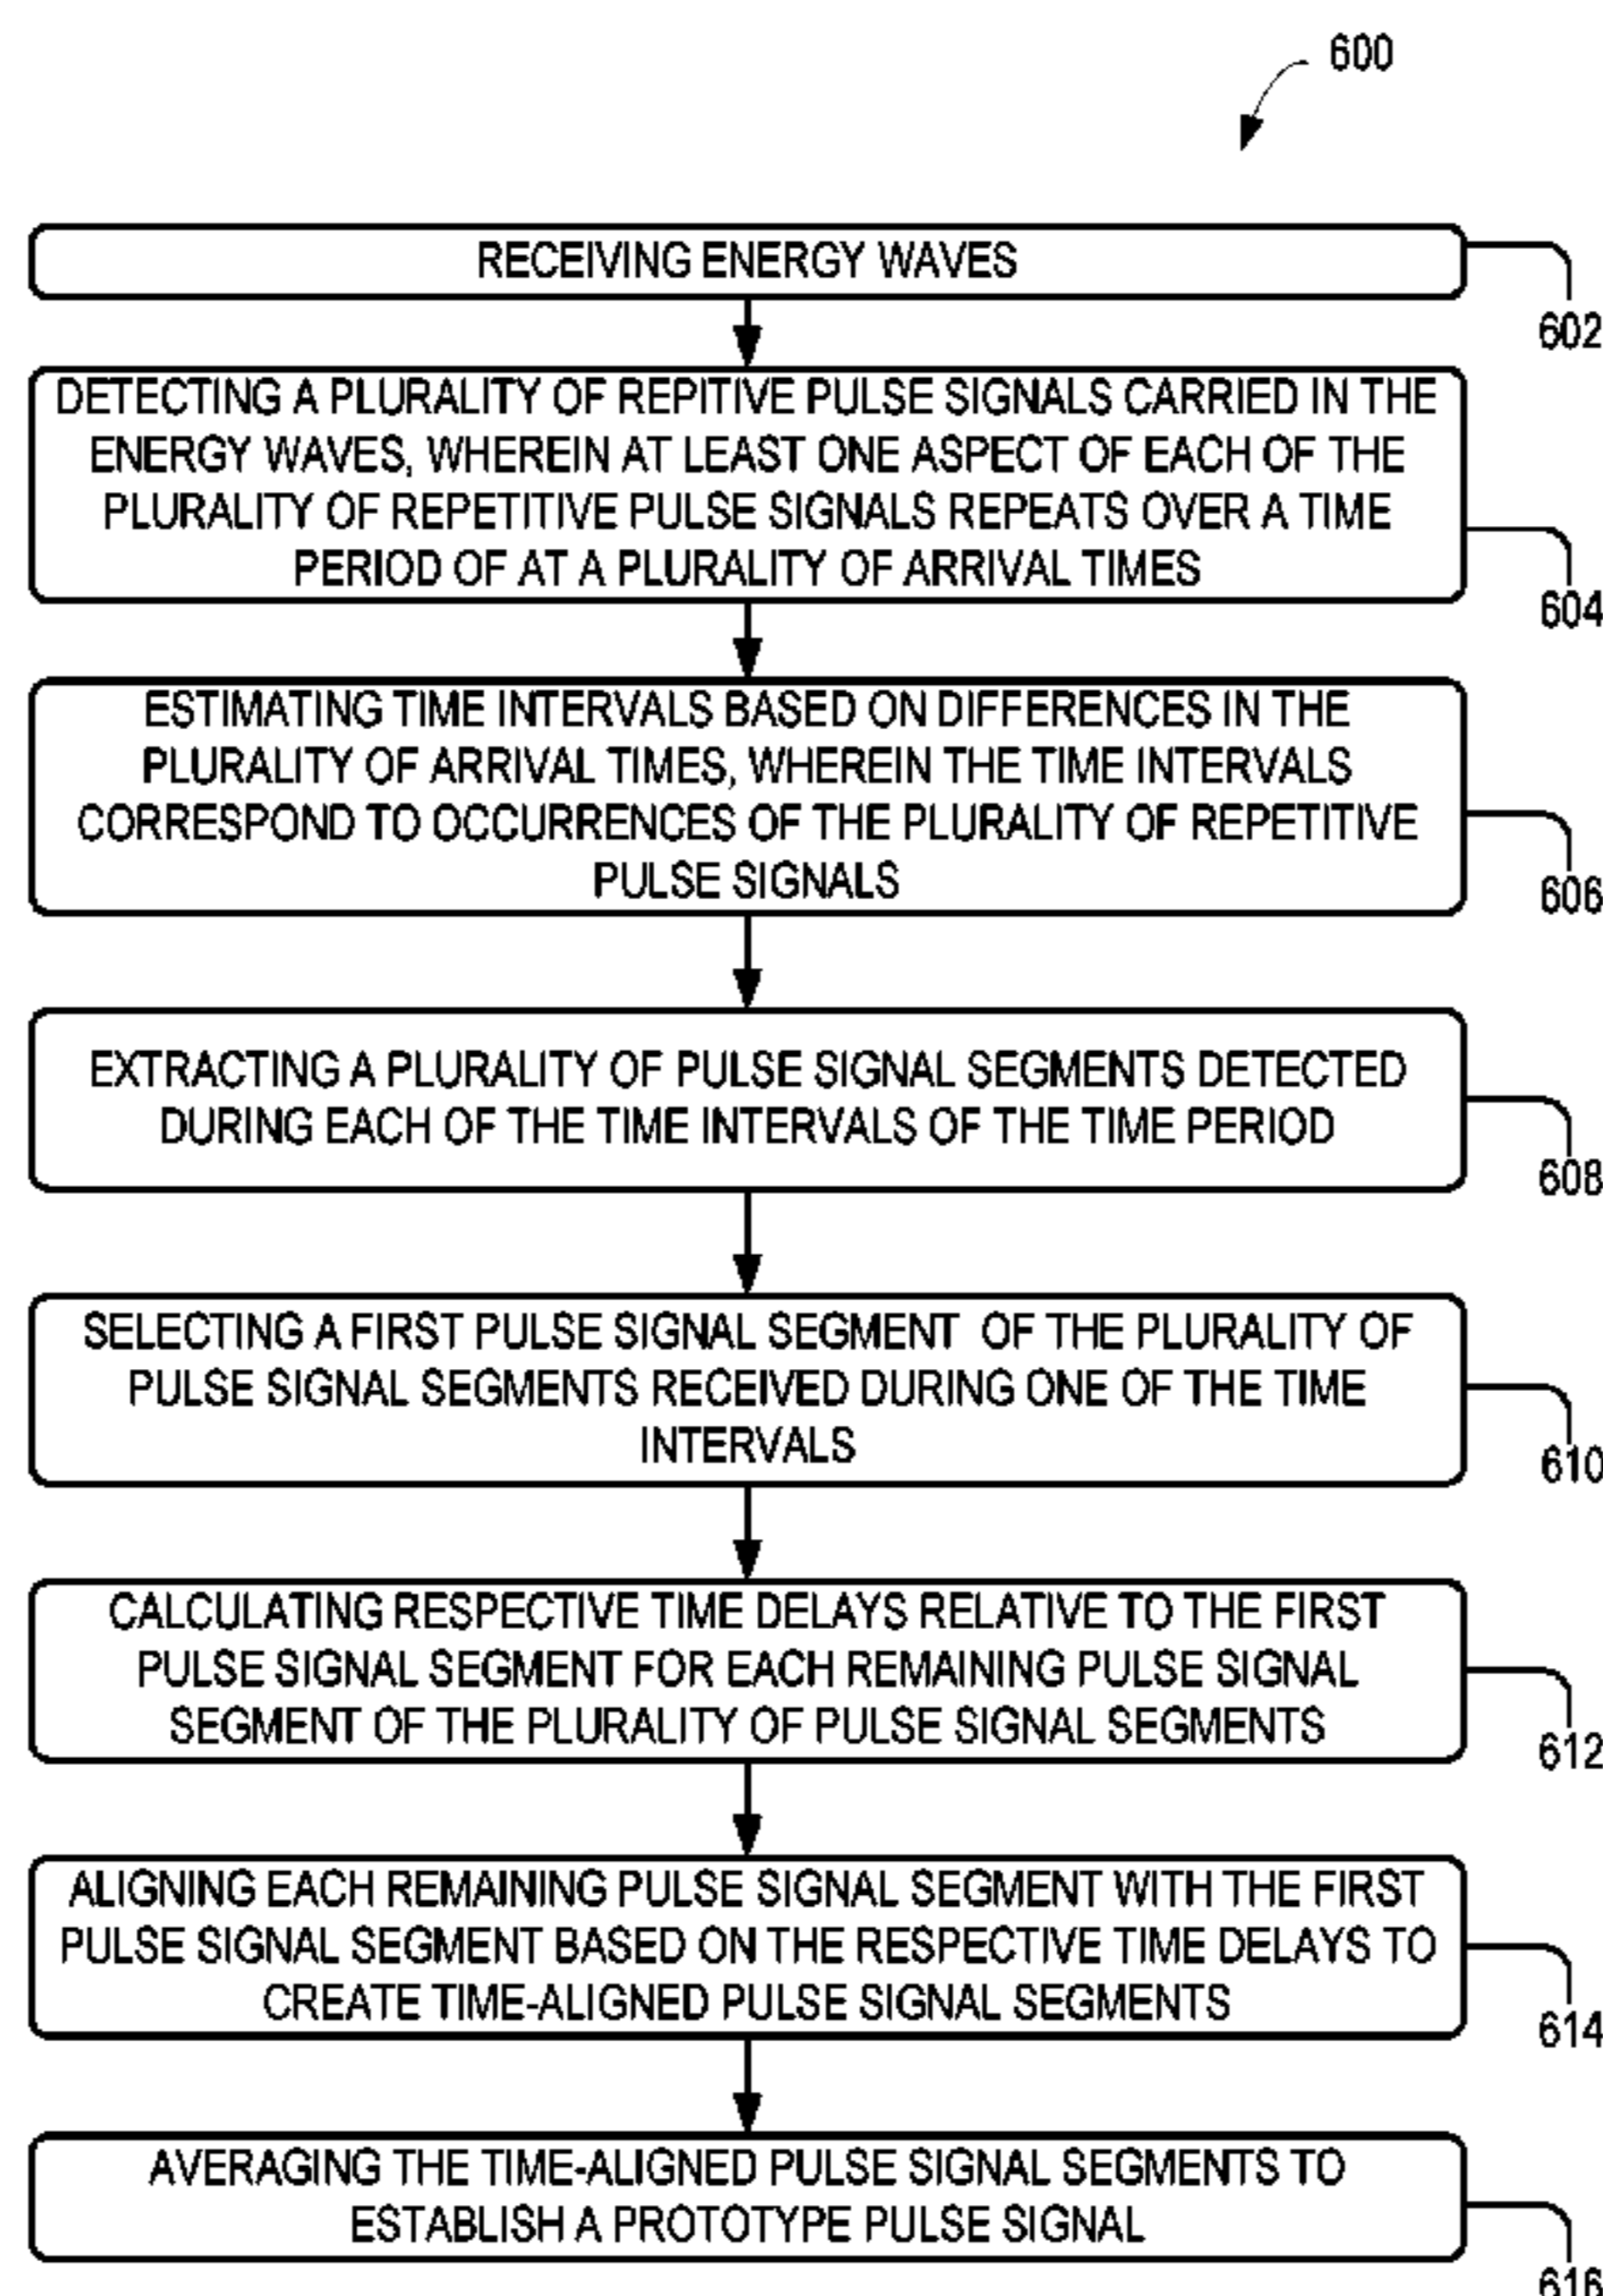 600
RECEIVING ENERGY WAVES
602
DETECTING A PLURALITY OF REPITIVE PULSE SIGNALS CARRIED IN THE
ENERGY WAVES, WHEREIN AT LEAST ONE ASPECT OF EACH OF THE
PLURALITY OF REPETITIVE PULSE SIGNALS REPEATS OVER A TIME
PERIOD OF AT A PLURALITY OF ARRIVAL TIMES
604
ESTIMATING TIME INTERVALS BASED ON DIFFERENCES IN THE
PLURALITY OF ARRIVAL TIMES, WHEREIN THE TIME INTERVALS
CORRESPOND TO OCCURRENCES OF THE PLURALITY OF REPETITIVE
PULSE SIGNALS
606
EXTRACTING A PLURALITY OF PULSE SIGNAL SEGMENTS DETECTED
DURING EACH OF THE TIME INTERVALS OF THE TIME PERIOD
608
SELECTING A FIRST PULSE SIGNAL SEGMENT OF THE PLURALITY OF
PULSE SIGNAL SEGMENTS RECEIVED DURING ONE OF THE TIME
INTERVALS
610
CALCULATING RESPECTIVE TIME DELAYS RELATIVE TO THE FIRST
PULSE SIGNAL SEGMENT FOR EACH REMAINING PULSE SIGNAL
SEGMENT OF THE PLURALITY OF PULSE SIGNAL SEGMENTS
612
ALIGNING EACH REMAINING PULSE SIGNAL SEGMENT WITH THE FIRST
PULSE SIGNAL SEGMENT BASED ON THE RESPECTIVE TIME DELAYS TO
CREATE TIME-ALIGNED PULSE SIGNAL SEGMENTS
614
AVERAGING THE TIME-ALIGNED PULSE SIGNAL SEGMENTS TO
ESTABLISH A PROTOTYPE PULSE SIGNAL
616